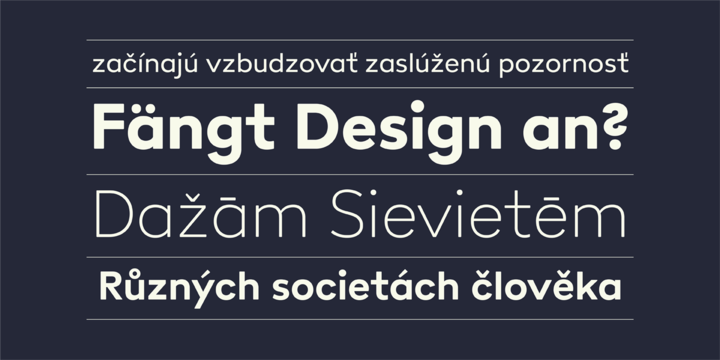 začínajú vzbudzovať zaslúženú pozornosť
Fängt Design an?
Dažām Sievietēm
Různých societách člověka